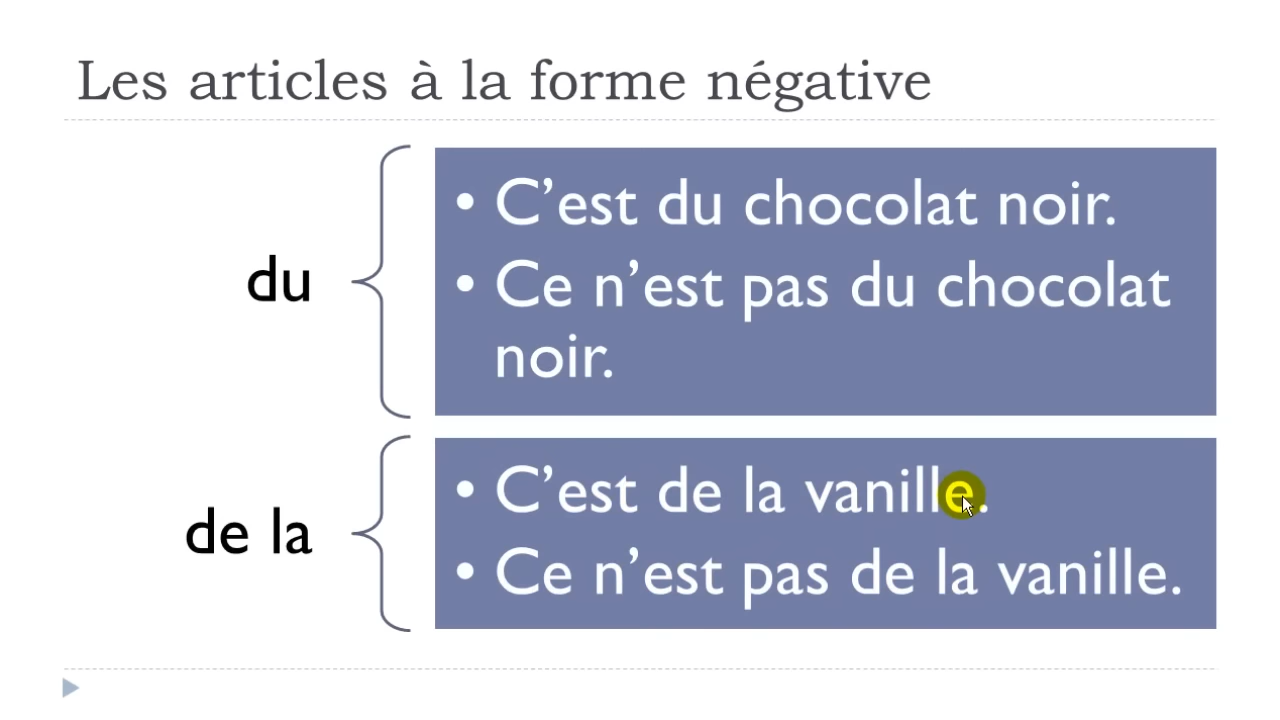 Les articles à la forme négative
du
• C’est du chocolat noir.
• Ce n’est pas du chocolat
noir.
de la
• C’est de la vanille.
• Ce n’est pas de la vanille.